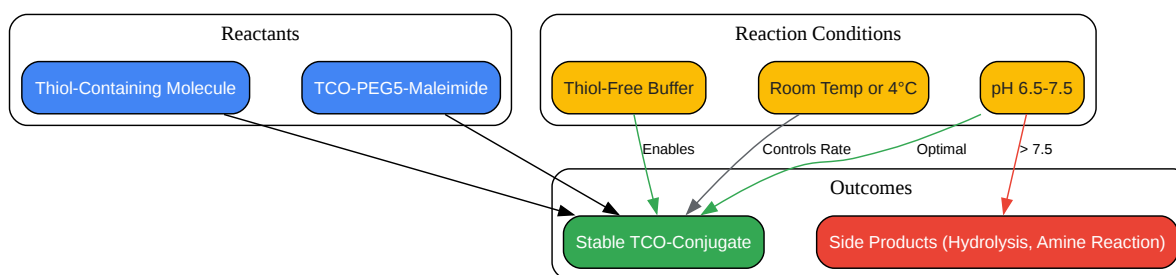 Reactants
Reaction Conditions
Thiol-Containing Molecule
TCO-PEG5-Maleimide
Thiol-Free Buffer
Room Temp or 4°C
pH 6.5-7.5
Enables
Controls Rate
Optimal
> 7.5
Outcomes
Stable TCO-Conjugate
Side Products (Hydrolysis, Amine Reaction)